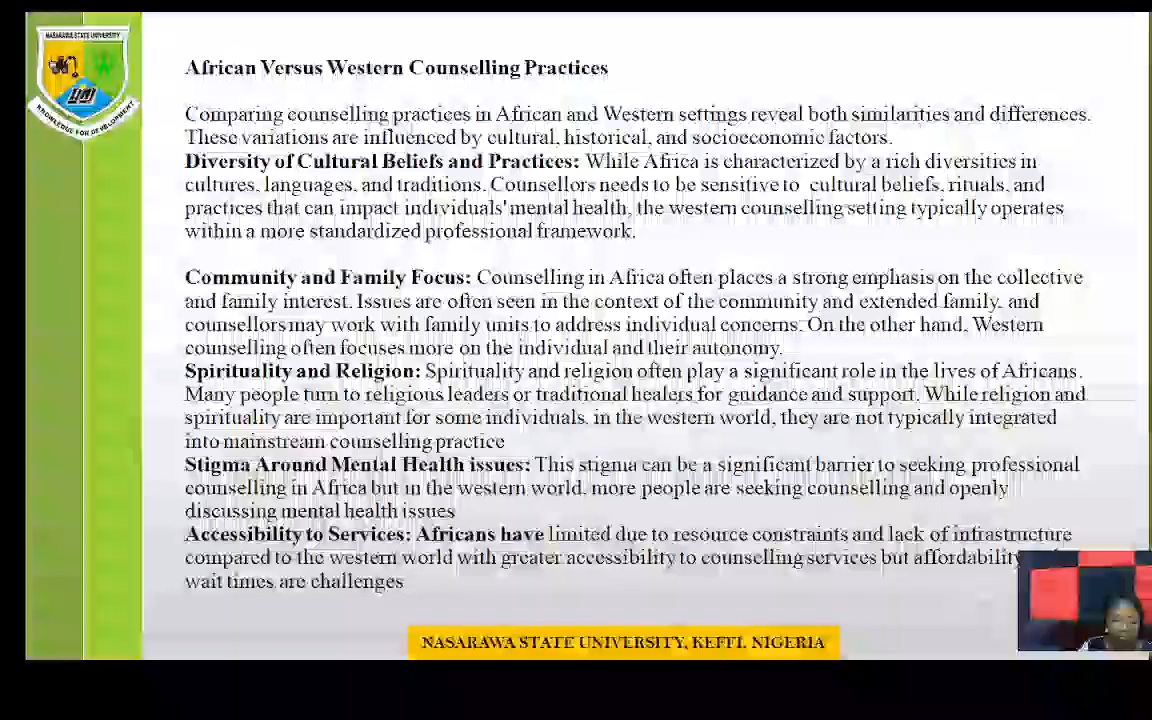 NASARAWA STATE UNIVERSITY
KNOWLEDGE FOR DEVELOPMENT
African Versus Western Counselling Practices
Comparing counselling practices in African and Western settings reveal both similarities and differences.
These variations are influenced by cultural, historical, and socioeconomic factors.
Diversity of Cultural Beliefs and Practices: While Africa is characterized by a rich diversities in
cultures, languages, and traditions. Counsellors needs to be sensitive to cultural beliefs, rituals, and
practices that can impact individuals' mental health, the western counselling setting typically operates
within a more standardized professional framework.
Community and Family Focus: Counselling in Africa often places a strong emphasis on the collective
and family interest. Issues are often seen in the context of the community and extended family, and
counsellors may work with family units to address individual concerns. On the other hand, Western
counselling often focuses more on the individual and their autonomy.
Spirituality and Religion: Spirituality and religion often play a significant role in the lives of Africans.
Many people turn to religious leaders or traditional healers for guidance and support. While religion and
spirituality are important for some individuals, in the western world, they are not typically integrated
into mainstream counselling practice
Stigma Around Mental Health issues: This stigma can be a significant barrier to seeking professional
counselling in Africa but in the western world, more people are seeking counselling and openly
discussing mental health issues
Accessibility to Services: Africans have limited due to resource constraints and lack of infrastructure
compared to the western world with greater accessibility to counselling services but affordability
wait times are challenges
NASARAWA STATE UNIVERSITY, KEFFI, NIGERIA